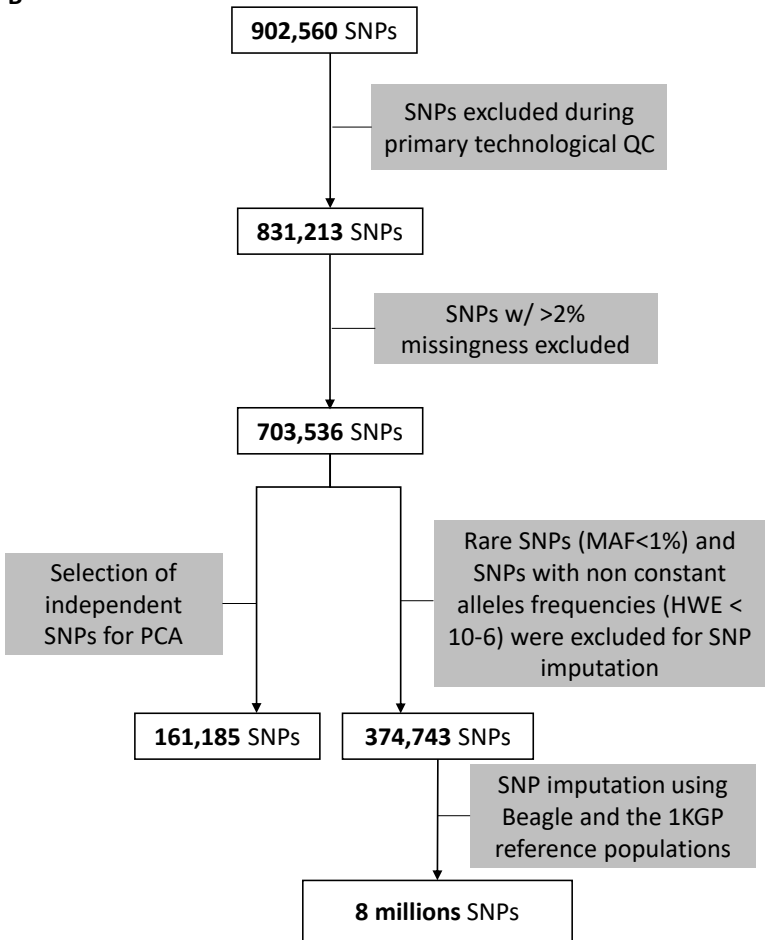 902,560 SNPs
SNPs excluded during
primary technological QC
831,213 SNPs
SNPs w/ >2%
missingness excluded
703,536 SNPs
Selection of
independent
SNPs for PCA
Rare SNPs (MAF<1%) and
SNPs with non constant
alleles frequencies (HWE <
10-6) were excluded for SNP
imputation
161,185 SNPs
374,743 SNPs
SNP imputation using
Beagle and the 1KGP
reference populations
8 millions SNPs